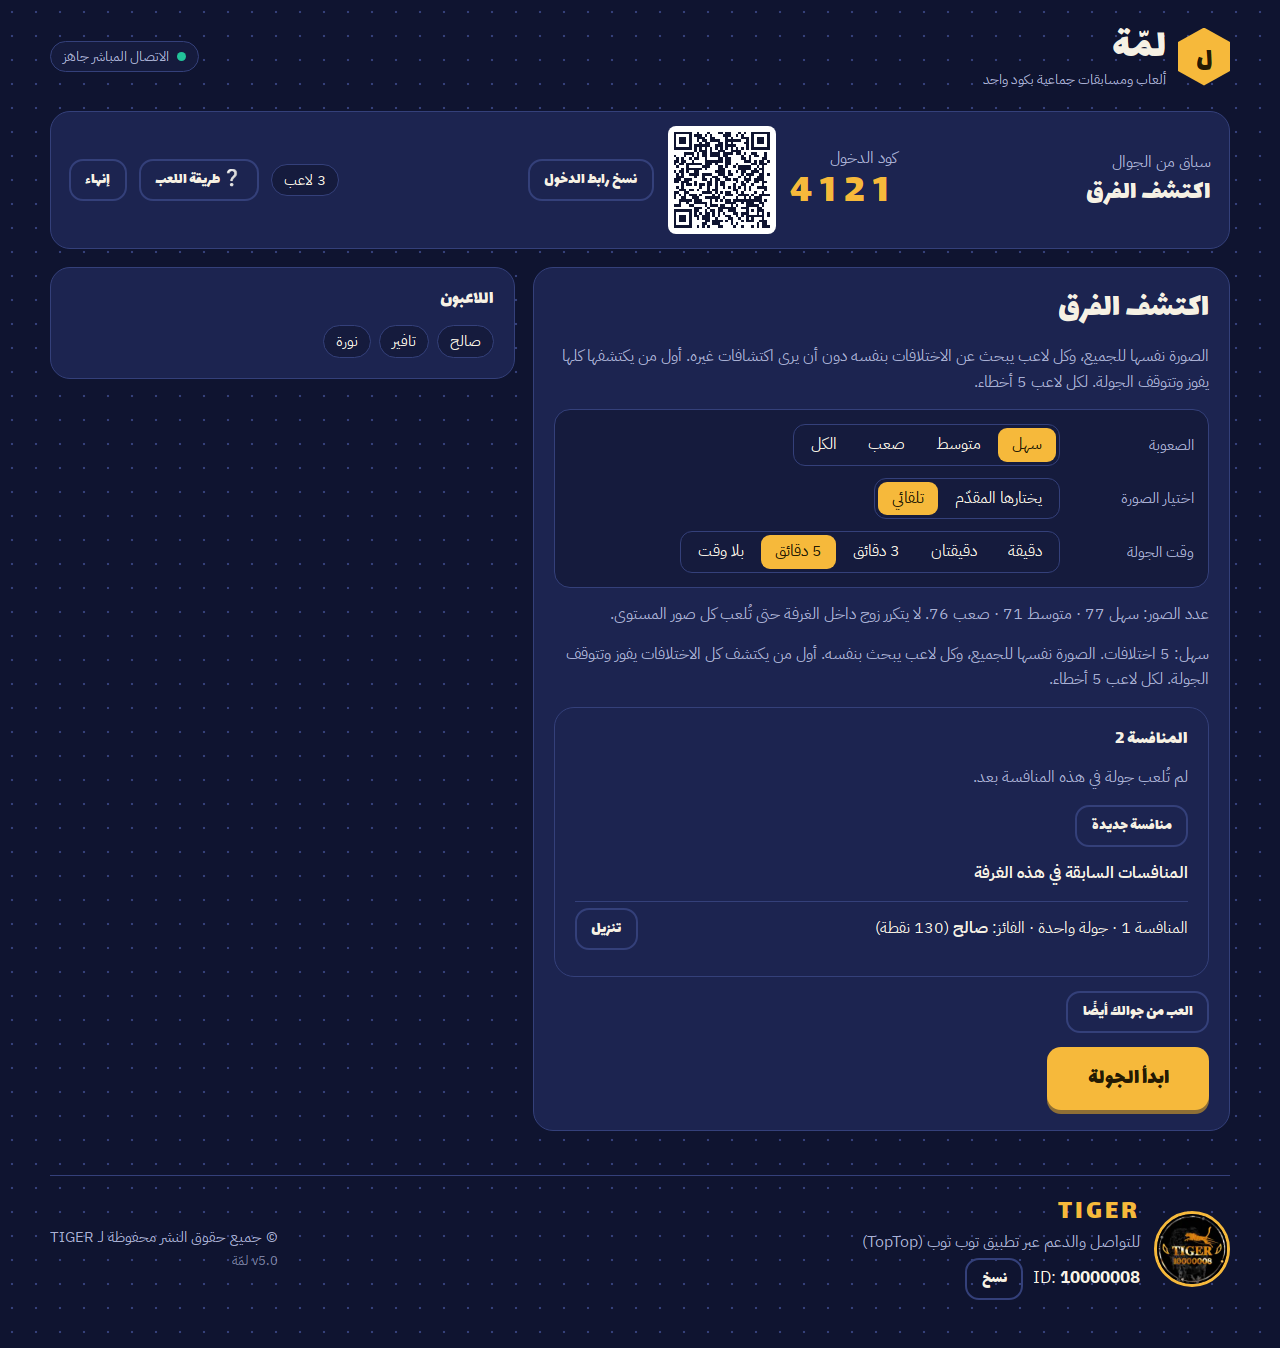 ل
لمّة
ألعاب ومسابقات جماعية بكود واحد
الاتصال المباشر جاهز
سباق من الجوال
اكتشف الفرق
كود الدخول
4121
نسخ رابط الدخول
3 لاعب
❔ طريقة اللعب
إنهاء
اكتشف الفرق
الصورة نفسها للجميع، وكل لاعب يبحث عن الاختلافات بنفسه دون أن يرى اكتشافات غيره. أول من يكتشفها كلها
يفوز وتتوقف الجولة. لكل لاعب 5 أخطاء.
الصعوبة
سهل
متوسط
صعب
الكل
اختيار الصورة
يختارها المقدّم
تلقائي
وقت الجولة
دقيقة
دقيقتان
3 دقائق
5 دقائق
بلا وقت
عدد الصور: سهل 77 · متوسط 71 · صعب 76. لا يتكرر زوج داخل الغرفة حتى تُلعب كل صور المستوى.
سهل: 5 اختلافات. الصورة نفسها للجميع، وكل لاعب يبحث بنفسه. أول من يكتشف كل الاختلافات يفوز وتتوقف
الجولة. لكل لاعب 5 أخطاء.
المنافسة 2
لم تُلعب جولة في هذه المنافسة بعد.
منافسة جديدة
المنافسات السابقة في هذه الغرفة
المنافسة 1 · جولة واحدة · الفائز: صالح (130 نقطة)
تنزيل
العب من جوالك أيضًا
ابدأ الجولة
اللاعبون
صالح
تافير
نورة
TIGER
10000008
TIGER
للتواصل والدعم عبر تطبيق توب توب (TopTop)
ID: 10000008
نسخ
© جميع حقوق النشر محفوظة لـ TIGER
لمّة v5.0